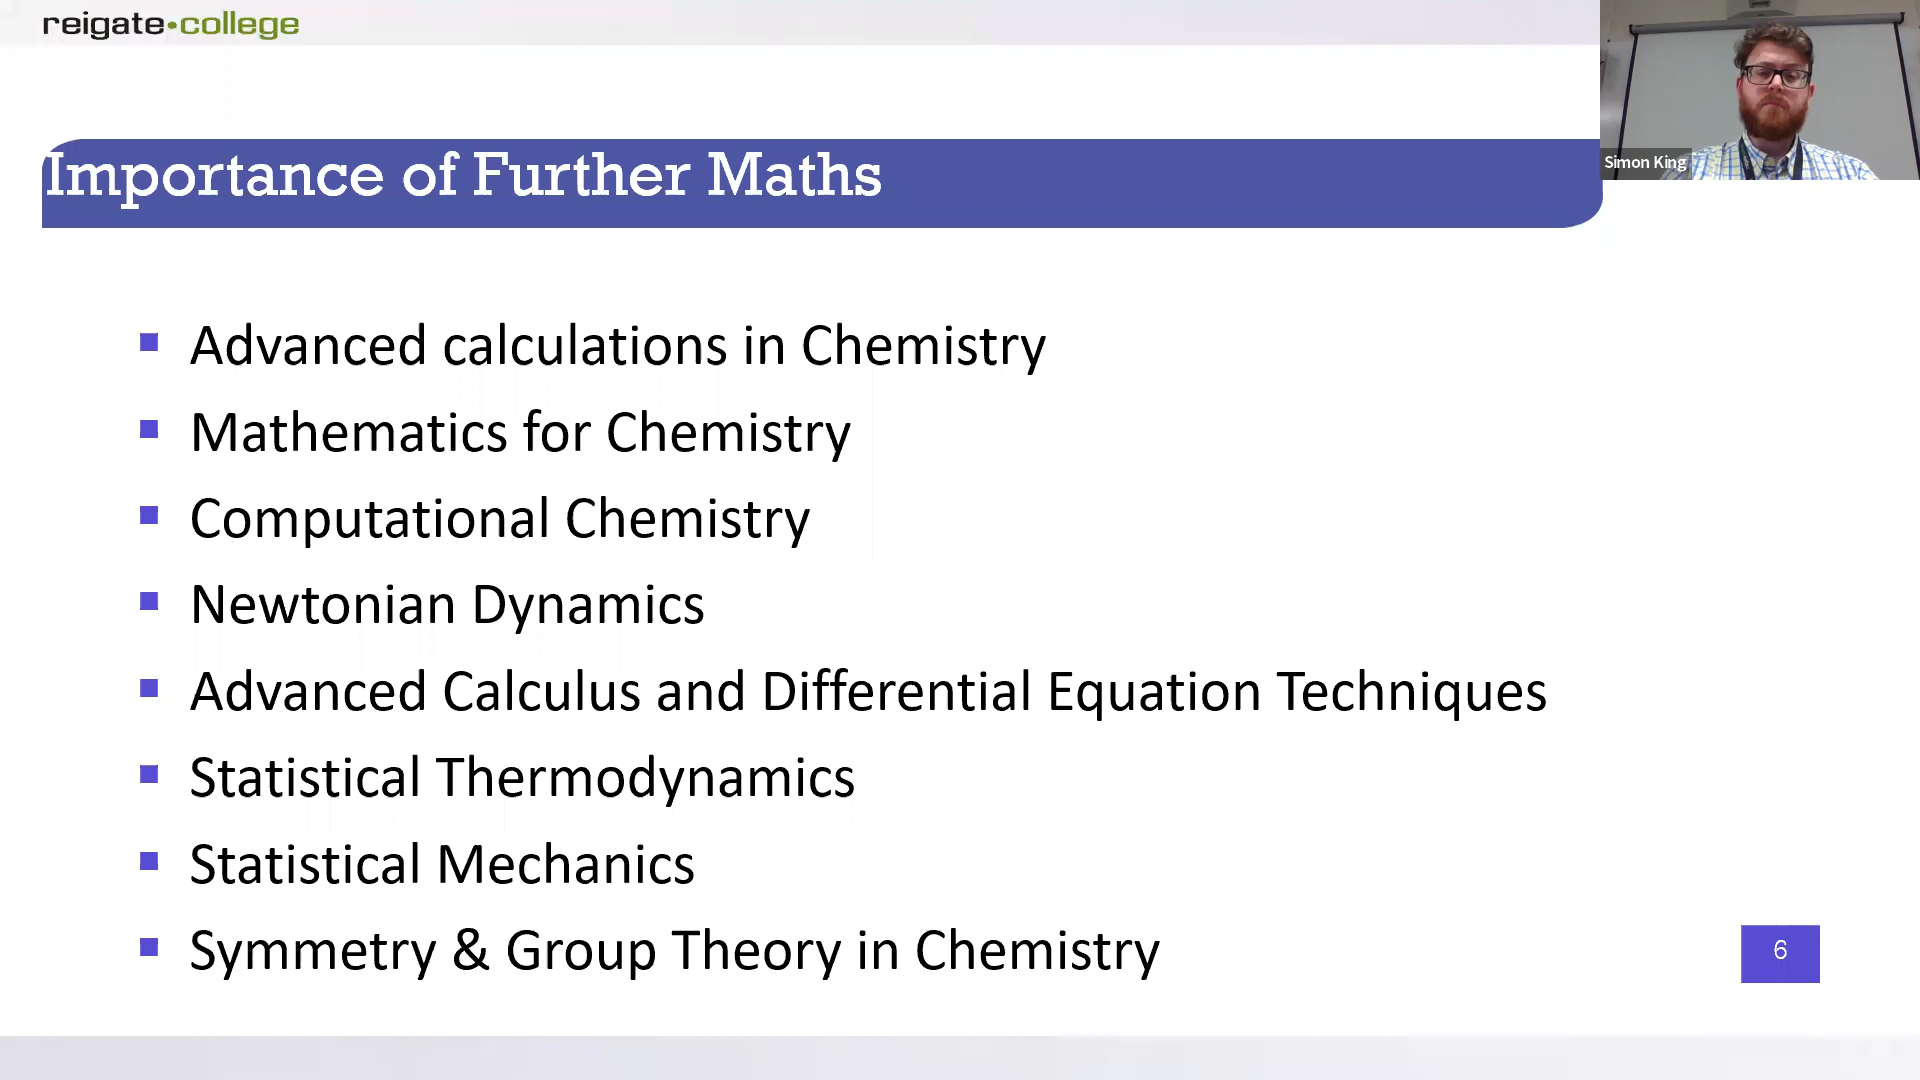 reigate•college
Simon King
Importance of Further Maths
Advanced calculations in Chemistry
Mathematics for Chemistry
Computational Chemistry
Newtonian Dynamics
Advanced Calculus and Differential Equation Techniques
Statistical Thermodynamics
Statistical Mechanics
Symmetry & Group Theory in Chemistry
6